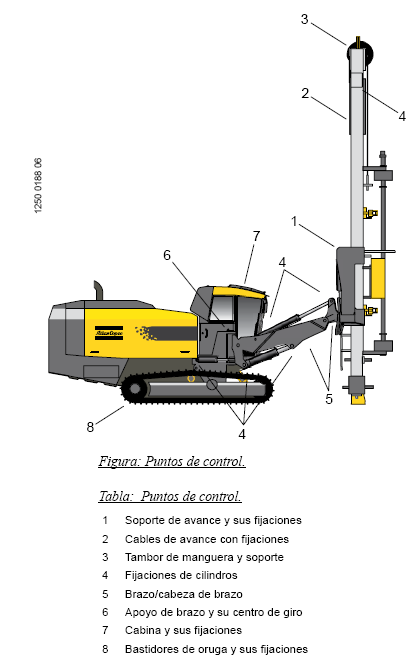 3
2
4
1
1250 0188 06
7
6
4
Atlas Copco
5
8
4
Figura: Puntos de control.
Tabla: Puntos de control.
1 Soporte de avance y sus fijaciones
2 Cables de avance con fijaciones
3 Tambor de manguera y soporte
4 Fijaciones de cilindros
5 Brazo/cabeza de brazo
6 Apoyo de brazo y su centro de giro
7 Cabina y sus fijaciones
8 Bastidores de oruga y sus fijaciones